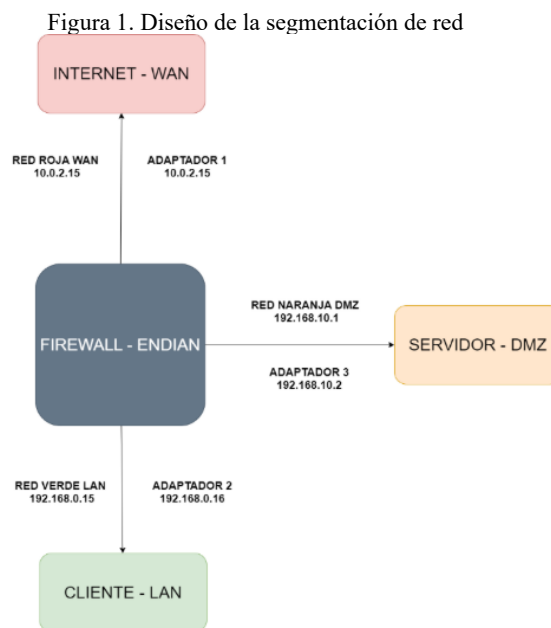 Figura 1. Diseño de la segmentación de red
INTERNET - WAN
RED ROJA WAN
10.0.2.15
ADAPTADOR 1
10.0.2.15
FIREWALL - ENDIAN
RED NARANJA DMZ
192.168.10.1
ADAPTADOR 3
192.168.10.2
SERVIDOR - DMZ
RED VERDE LAN
192.168.0.15
ADAPTADOR 2
192.168.0.16
CLIENTE - LAN